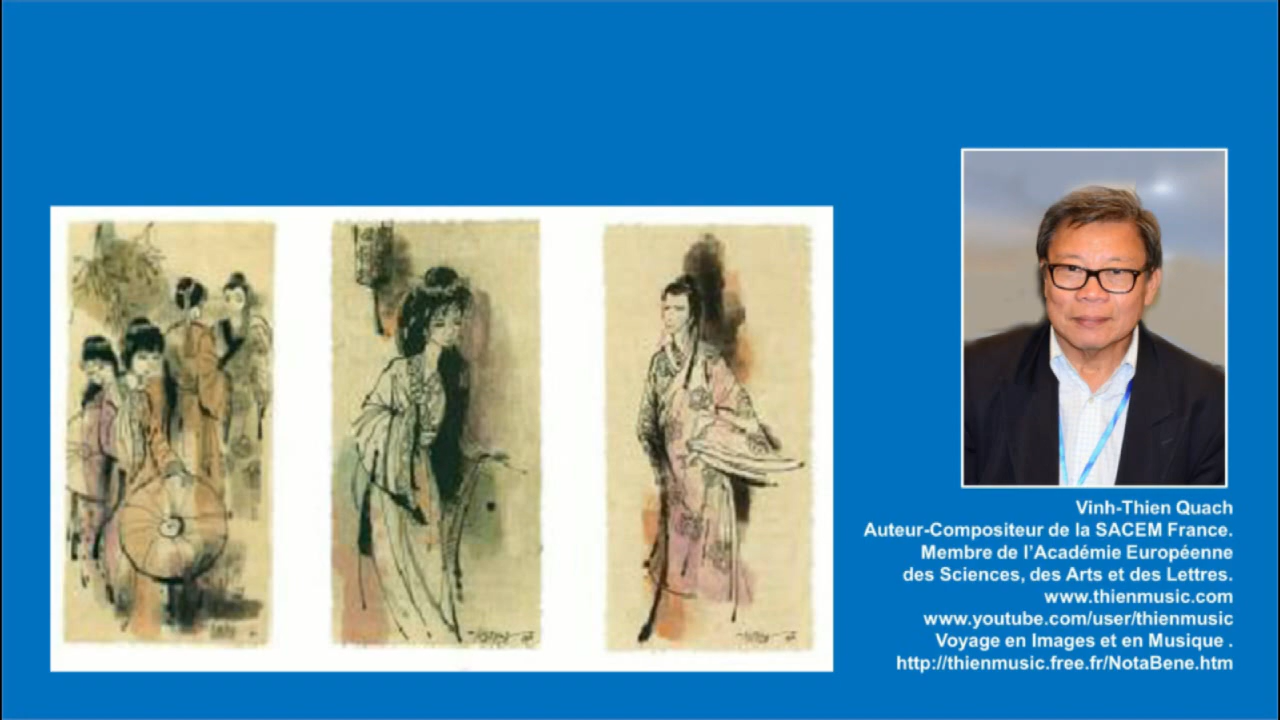 Vinh-Thien Quach
Auteur-Compositeur de la SACEM France.
Membre de l'Académie Européenne
des Sciences, des Arts et des Lettres.
www.thienmusic.com
www.youtube.com/user/thienmusic
Voyage en Images et en Musique .
http://thienmusic.free.fr/NotaBene.htm